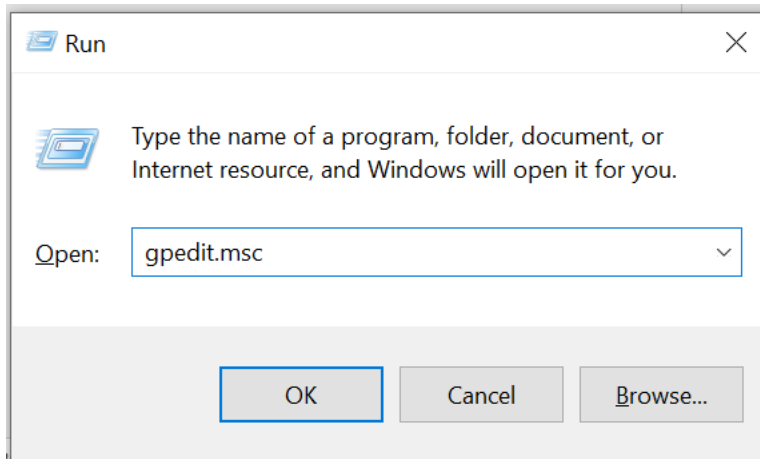 Run
Type the name of a program, folder, document, or
Internet resource, and Windows will open it for you.
Open: gpedit.msc
OK Cancel Browse...